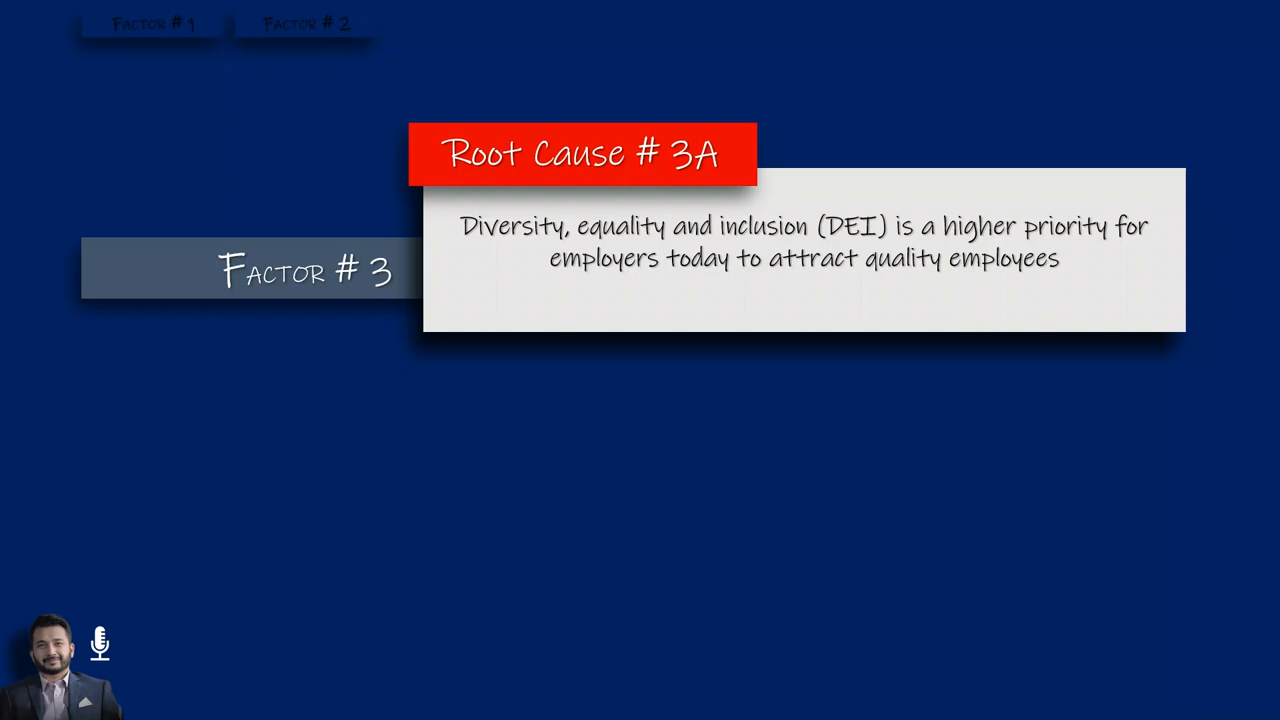 Factor # 1
Factor # 2
Root Cause # 3A
Diversity, equality and inclusion (DEI) is a higher priority for
employers today to attract quality employees
Factor # 3